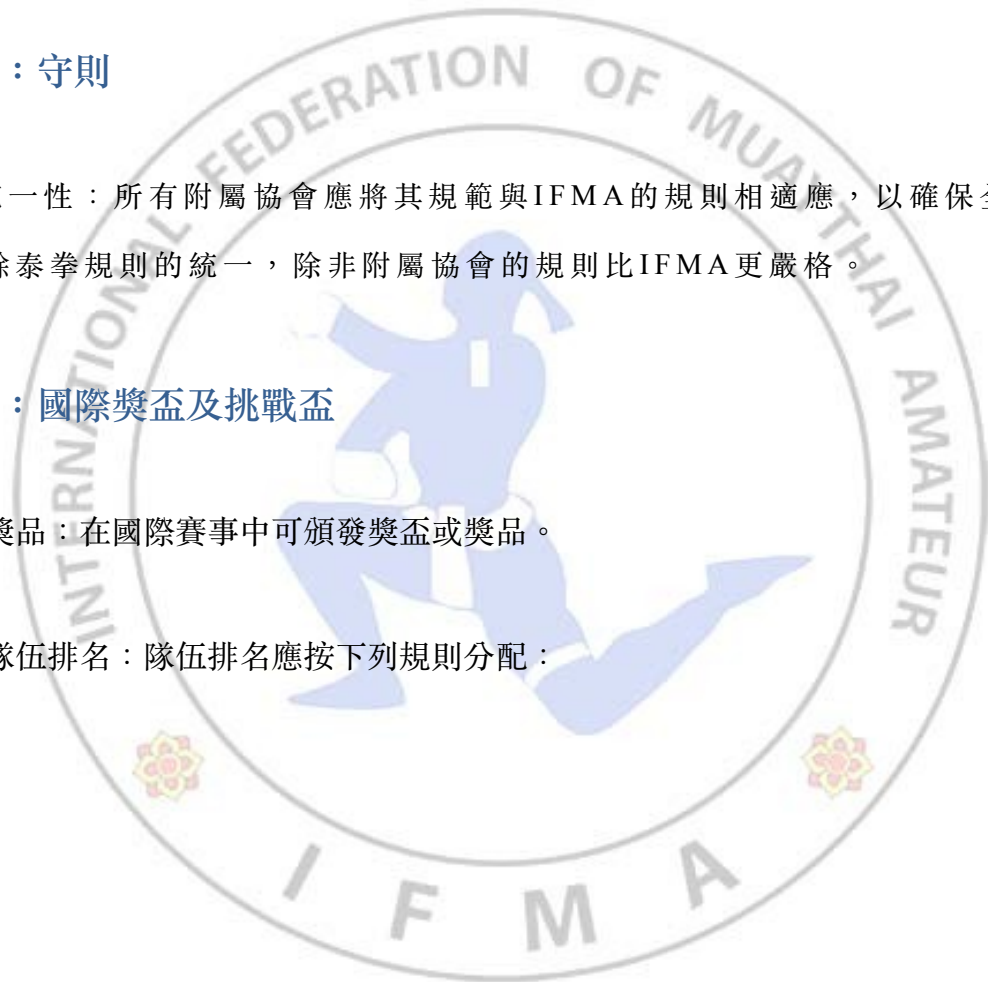 INTERNATIONAL FEDERATION OF MUAYTHAI AMATEUR
：守則
一性：所有附屬協會應將其規範與IFMA的規則相適應，以確保
泰拳規則的統一，除非附屬協會的規則比IFMA更嚴格。
：國際獎盃及挑戰盃
獎品：在國際賽事中可頒發獎盃或獎品。
隊伍排名：隊伍排名應按下列規則分配：
IFMA